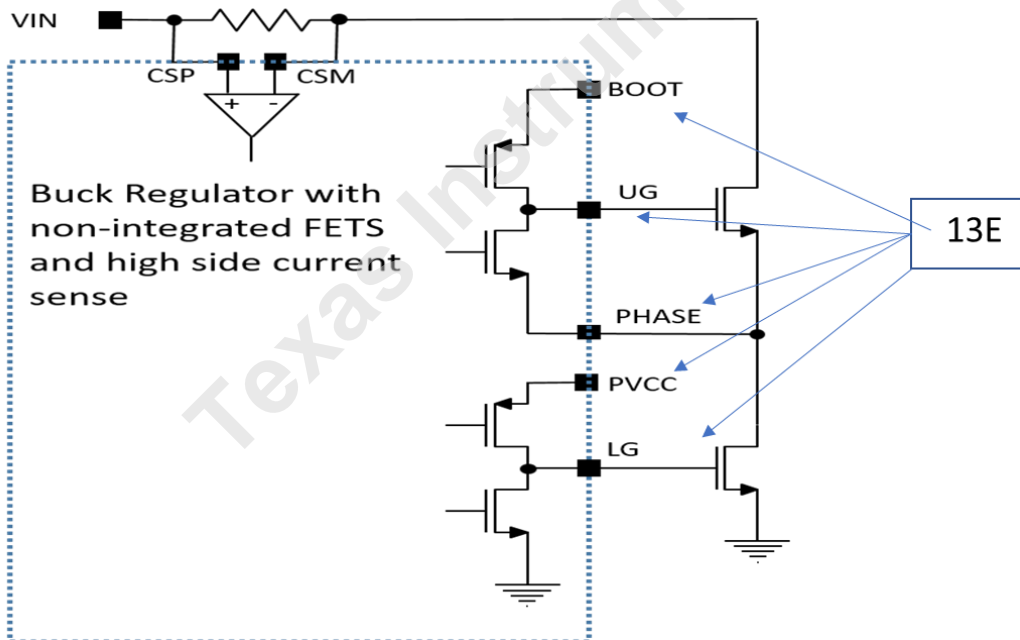 VIN
CSP
CSM
+ -
BOOT
Buck Regulator with
non-integrated FETS
and high side current
sense
UG
13E
PHASE
PVCC
LG
Texas Instrum